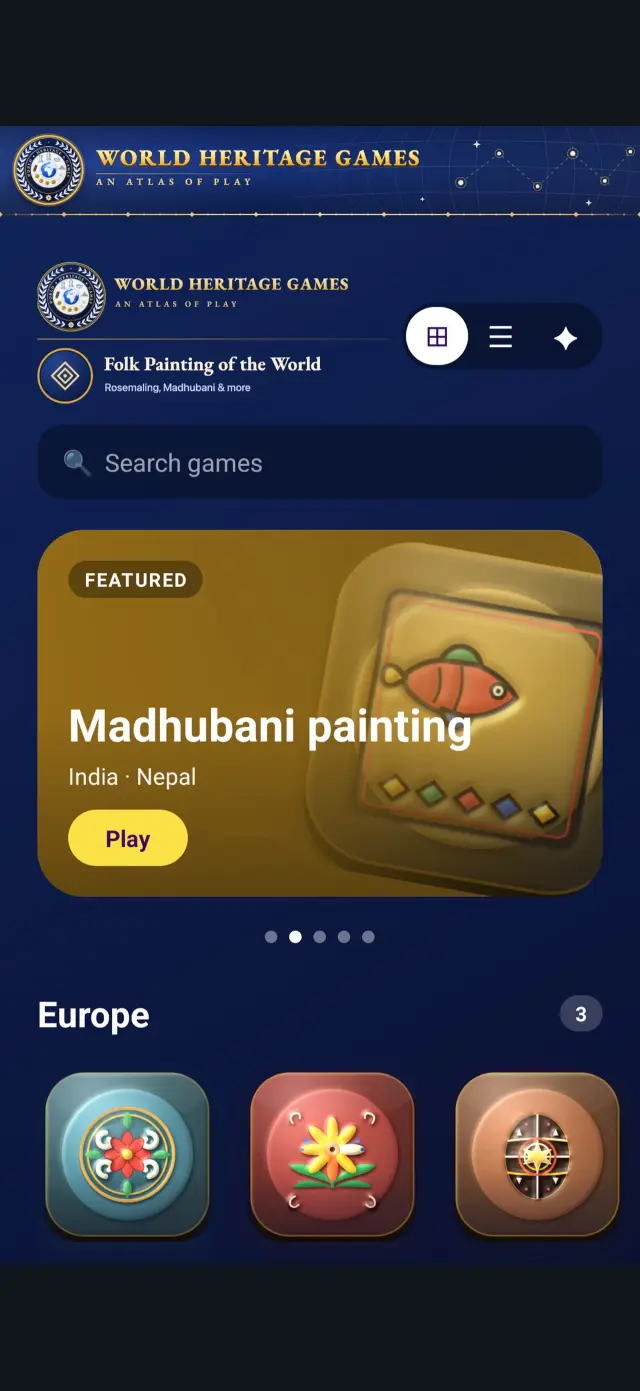 WORLD HERITAGE GAMES
AN ATLAS OF PLAY
WORLD HERITAGE GAMES
AN ATLAS OF PLAY
Folk Painting of the World
Rosemaling, Madhubani & more
Search games
FEATURED
Madhubani painting
India · Nepal
Play
Europe
3